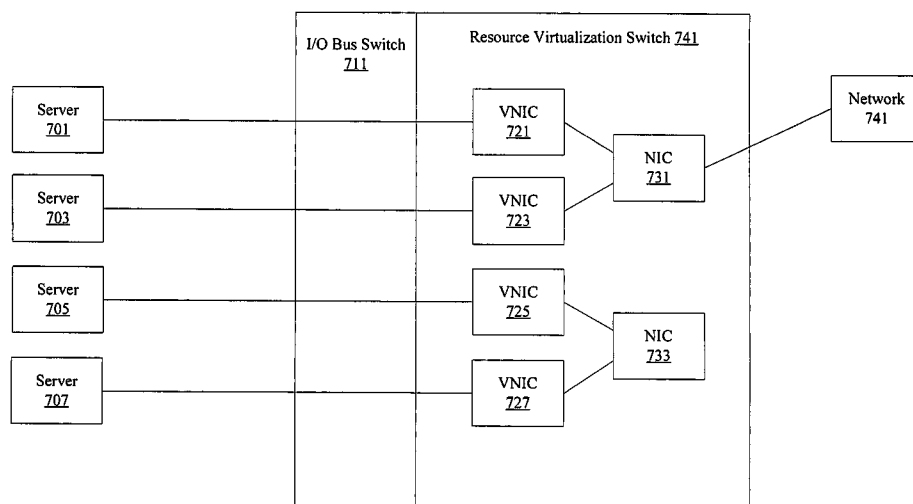 I/O Bus Switch
711
Resource Virtualization Switch 741
Server
701
VNIC
721
Network
741
NIC
731
Server
703
VNIC
723
Server
705
VNIC
725
NIC
733
Server
707
VNIC
727